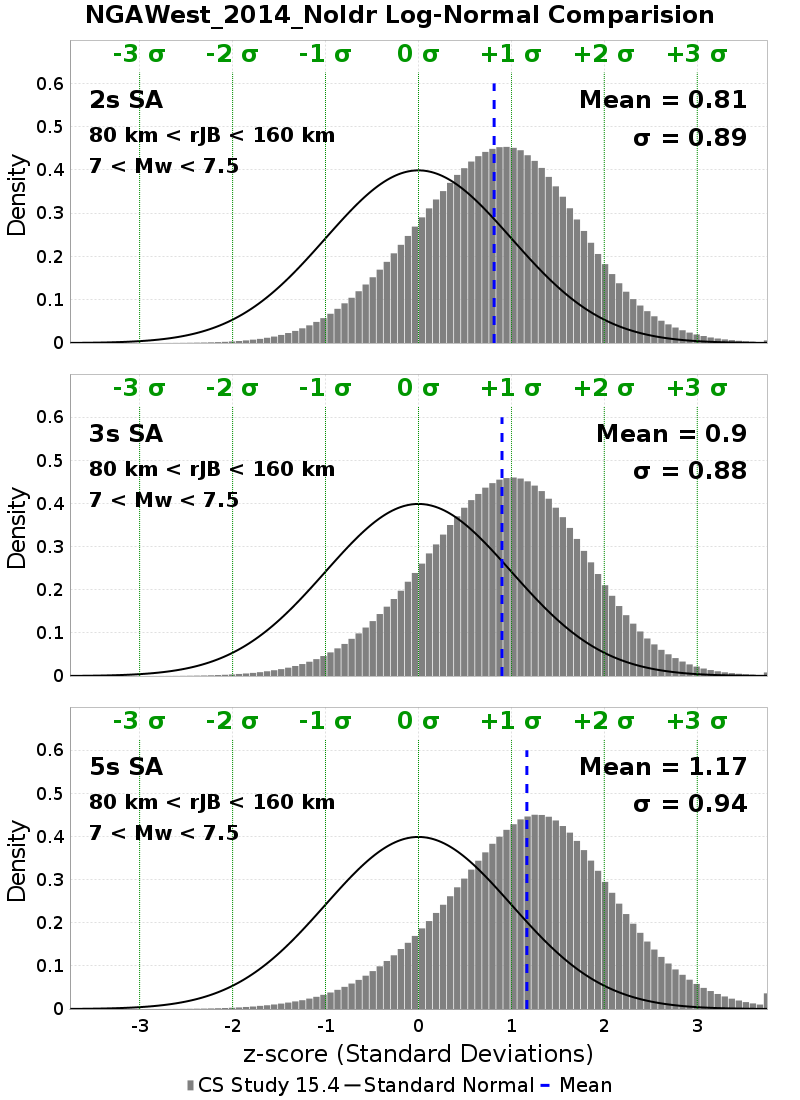 NGAWest_2014_NoIdr Log-Normal Comparision
-3 σ -2 σ -1 σ 0 σ +1 σ +2 σ +3 σ
0.6
2s SA Mean = 0.81
0.5
80 km < rJB < 160 km σ = 0.89
7 < Mw < 7.5
0.4
0.3
0.2
0.1
0
Density
-3 σ -2 σ -1 σ 0 σ +1 σ +2 σ +3 σ
0.6
3s SA Mean = 0.9
0.5
80 km < rJB < 160 km σ = 0.88
7 < Mw < 7.5
0.4
0.3
0.2
0.1
0
Density
-3 σ -2 σ -1 σ 0 σ +1 σ +2 σ +3 σ
0.6
5s SA Mean = 1.17
0.5
80 km < rJB < 160 km σ = 0.94
7 < Mw < 7.5
0.4
0.3
0.2
0.1
0
Density
-3 -2 -1 0 1 2 3
z-score (Standard Deviations)
CS Study 15.4 Standard Normal Mean